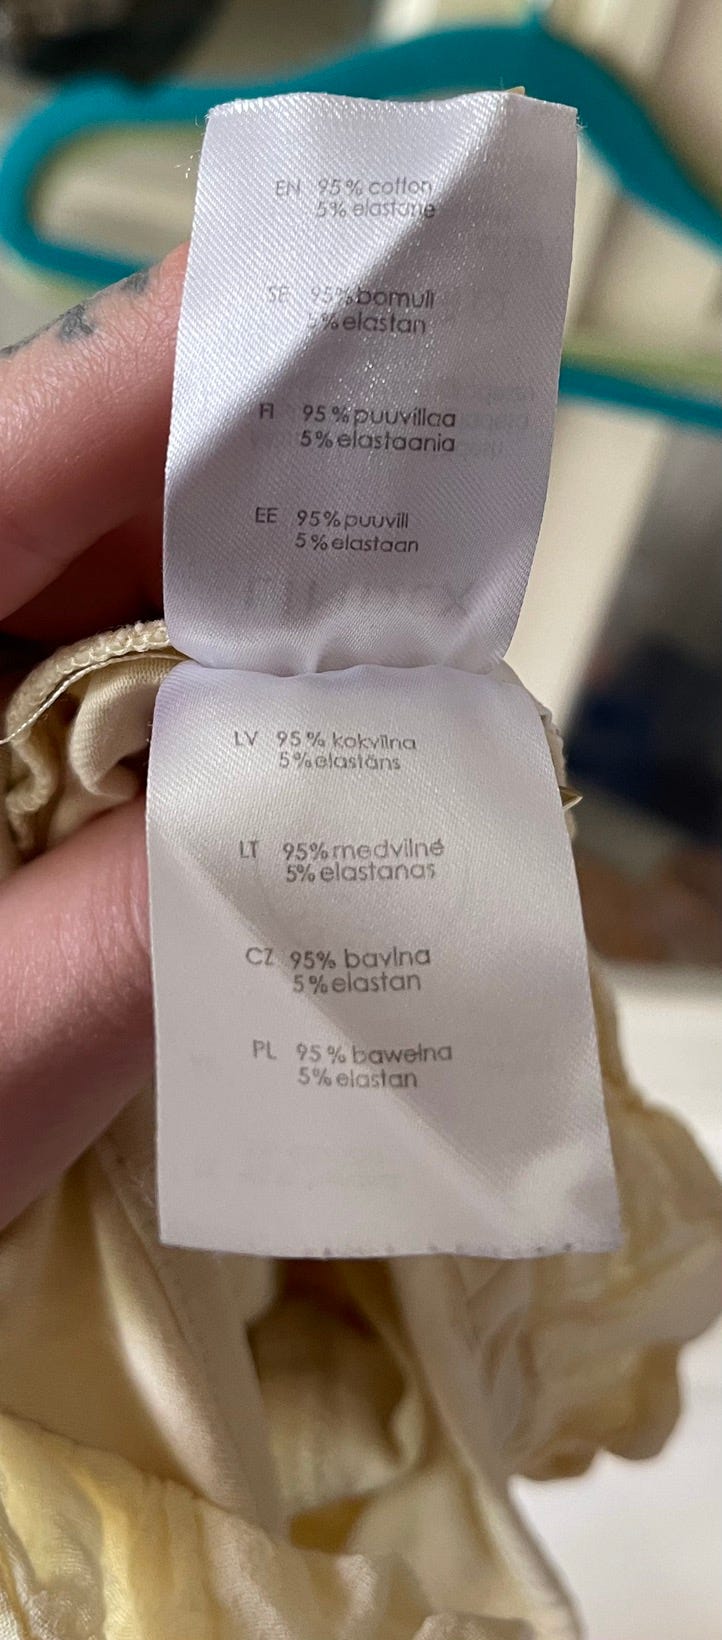 EN 95% cotton
5% elastane
SE 95% bomull
5% elastan
FI 95% puuvillaa
5% elastaania
EE 95% puuvill
5% elastaan
LV 95% kokvilna
5% elastāns
LT 95% medvilnė
5% elastanas
CZ 95% bavlna
5% elastan
PL 95% bawełna
5% elastan